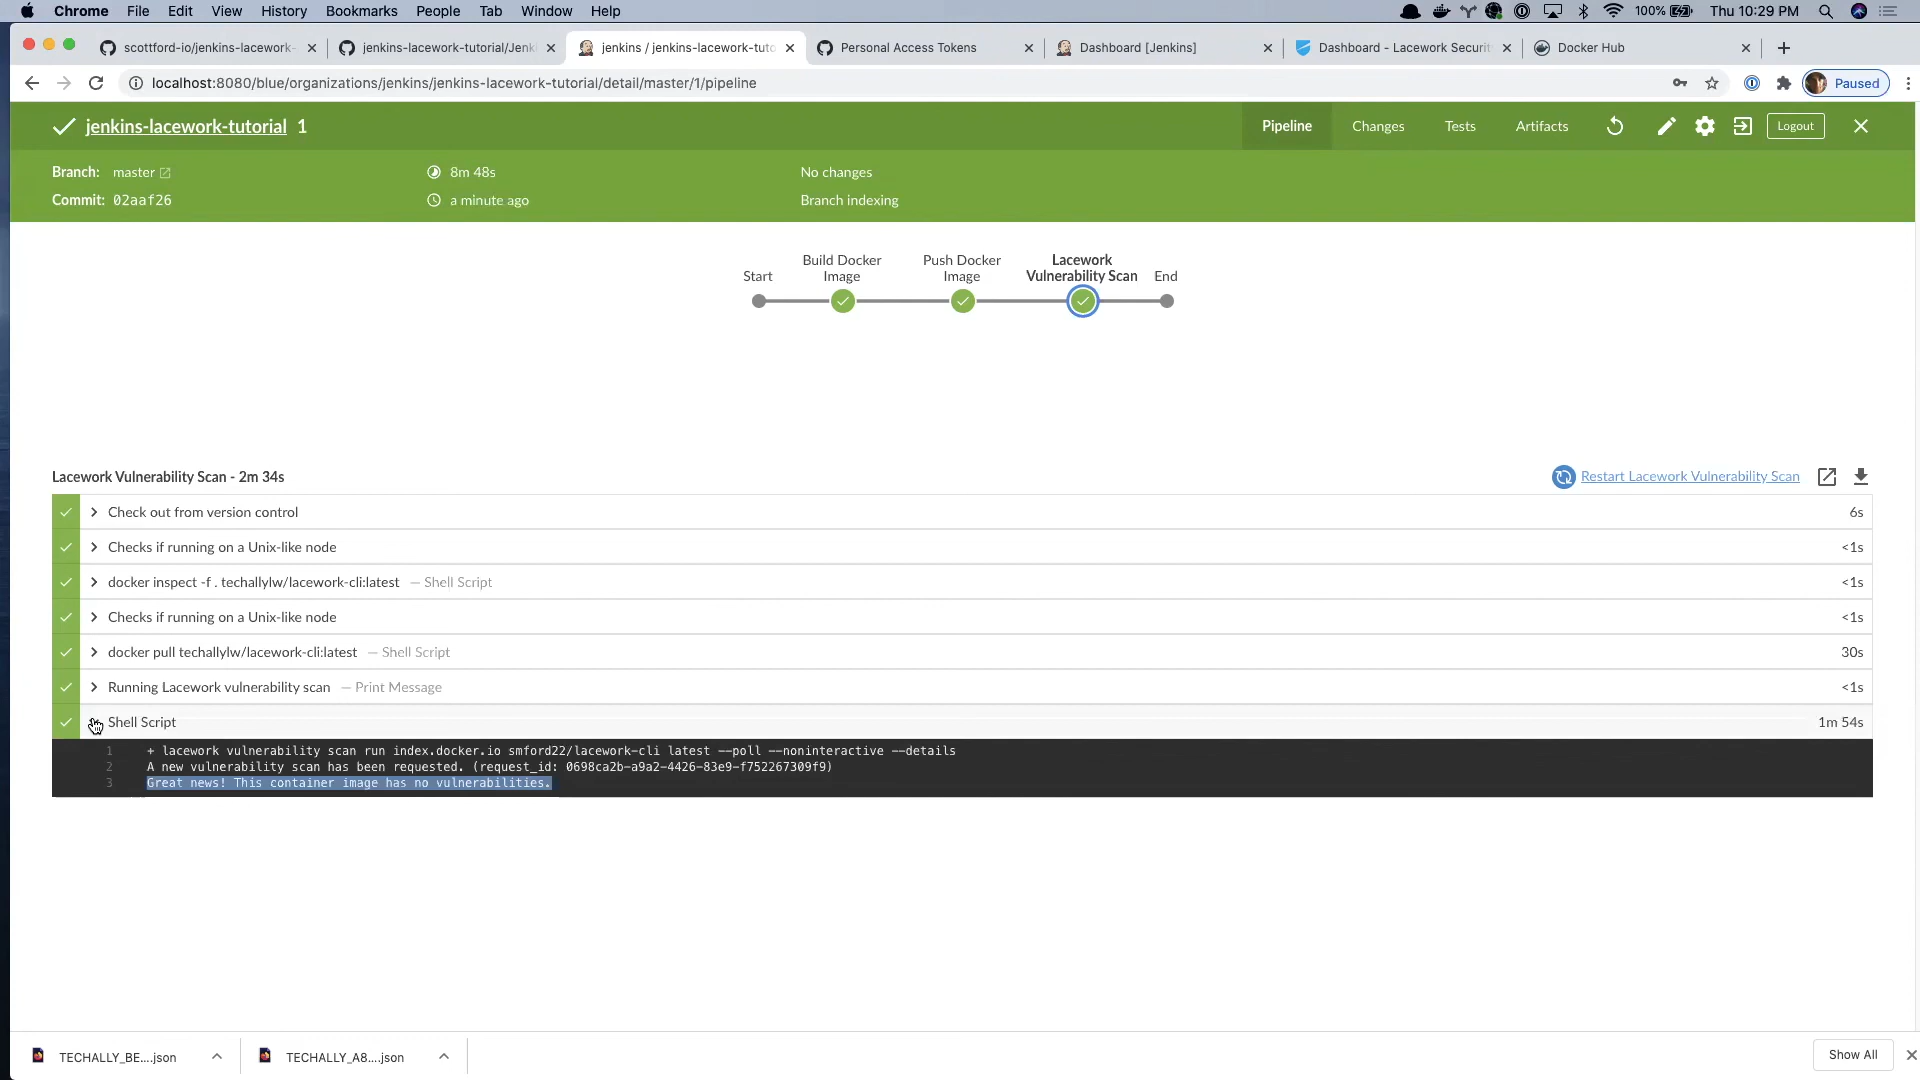 Chrome File Edit View History Bookmarks People Tab Window Help 100% Thu 10:29 PM
scottford-io/jenkins-lacework- jenkins-lacework-tutorial/Jenki jenkins / jenkins-lacework-tuto Personal Access Tokens Dashboard [Jenkins] Dashboard - Lacework Securit Docker Hub
localhost:8080/blue/organizations/jenkins/jenkins-lacework-tutorial/detail/master/1/pipeline Paused
jenkins-lacework-tutorial 1 Pipeline Changes Tests Artifacts Logout
Branch: master 8m 48s No changes
Commit: 02aaf26 a minute ago Branch indexing
Start Build Docker Image Push Docker Image Lacework Vulnerability Scan End
Lacework Vulnerability Scan - 2m 34s Restart Lacework Vulnerability Scan
Check out from version control 6s
Checks if running on a Unix-like node <1s
docker inspect -f . techallylw/lacework-cli:latest — Shell Script <1s
Checks if running on a Unix-like node <1s
docker pull techallylw/lacework-cli:latest — Shell Script 30s
Running Lacework vulnerability scan — Print Message <1s
Shell Script 1m 54s
1 + lacework vulnerability scan run index.docker.io smford22/lacework-cli latest --poll --noninteractive --details
2 A new vulnerability scan has been requested. (request_id: 0698ca2b-a9a2-4426-83e9-f752267309f9)
3 Great news! This container image has no vulnerabilities.
TECHALLY_BE....json TECHALLY_A8....json Show All